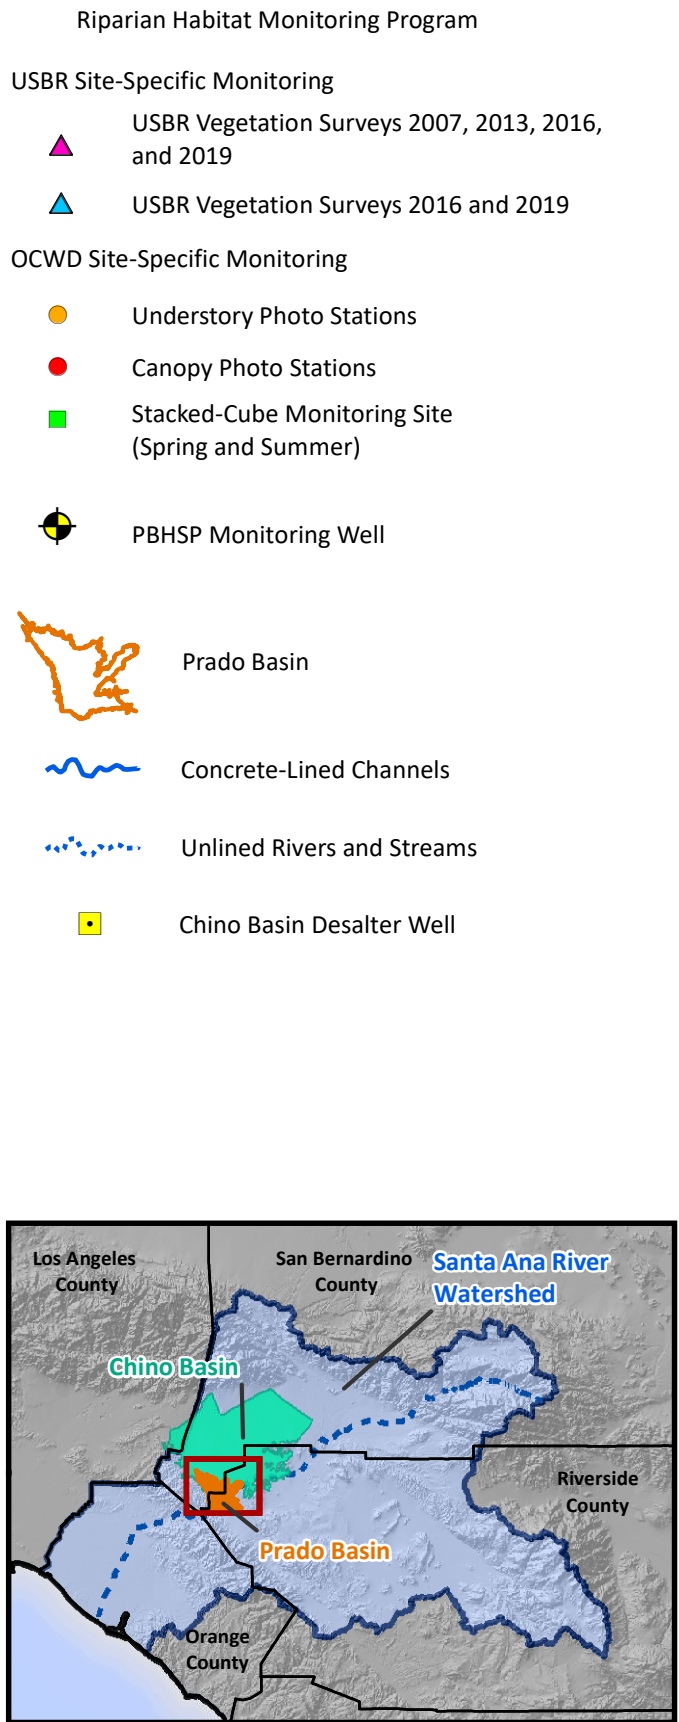 Riparian Habitat Monitoring Program
USBR Site-Specific Monitoring
USBR Vegetation Surveys 2007, 2013, 2016,
and 2019
USBR Vegetation Surveys 2016 and 2019
OCWD Site-Specific Monitoring
Understory Photo Stations
Canopy Photo Stations
Stacked-Cube Monitoring Site
(Spring and Summer)
PBHSP Monitoring Well
Prado Basin
Concrete-Lined Channels
Unlined Rivers and Streams
Chino Basin Desalter Well
Los Angeles
County
San Bernardino
County
Santa Ana River
Watershed
Chino Basin
Riverside
County
Prado Basin
Orange
County